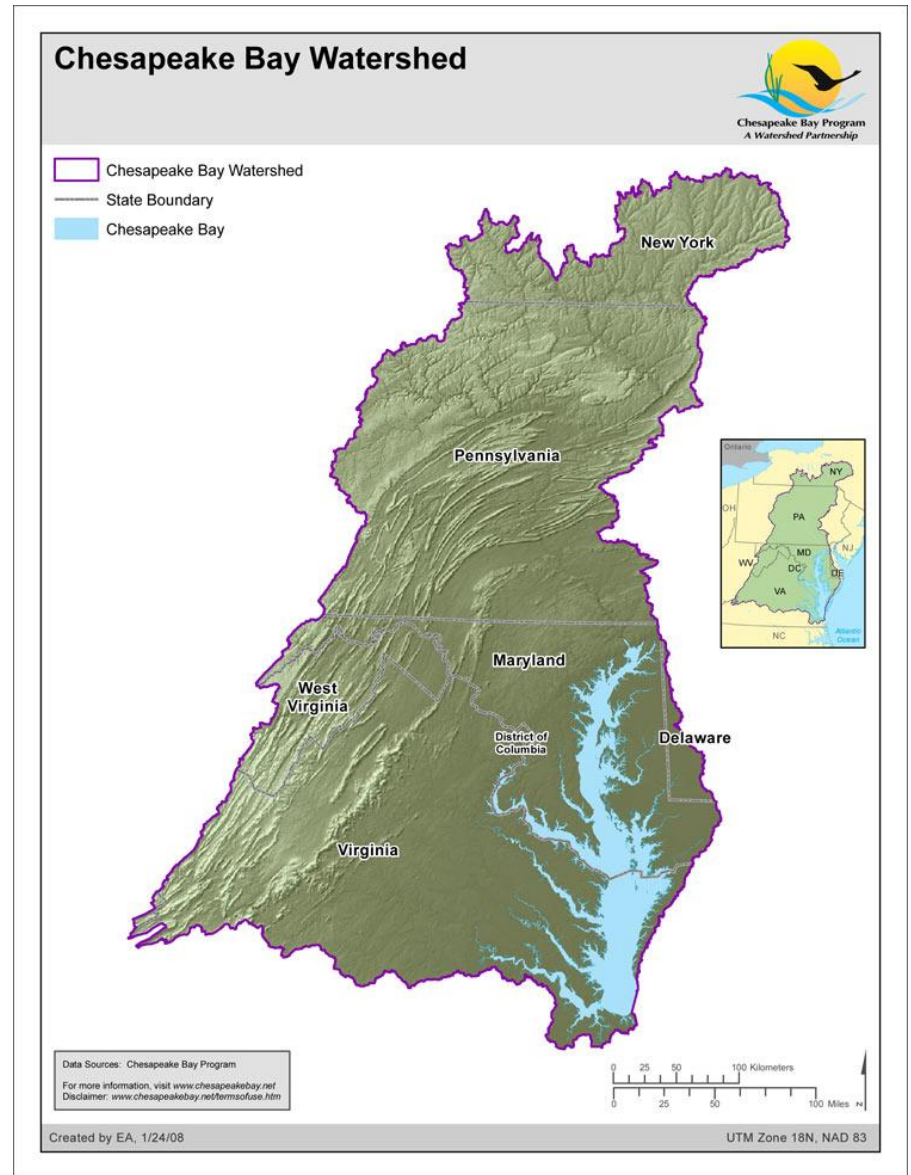 Chesapeake Bay Watershed
Chesapeake Bay Program
A Watershed Partnership
Chesapeake Bay Watershed
State Boundary
Chesapeake Bay
New York
Pennsylvania
Ontario
NY
OH
PA
NJ
MD
WV
DC
DE
VA
Atlantic
Ocean
NC
Maryland
West
Virginia
District of
Columbia
Delaware
Virginia
Data Sources: Chesapeake Bay Program
For more information, visit www.chesapeakebay.net
Disclaimer: www.chesapeakebay.net/termsofuse.htm
0 25 50 100 Kilometers
0 25 50 100 Miles
N
Created by EA, 1/24/08
UTM Zone 18N, NAD 83